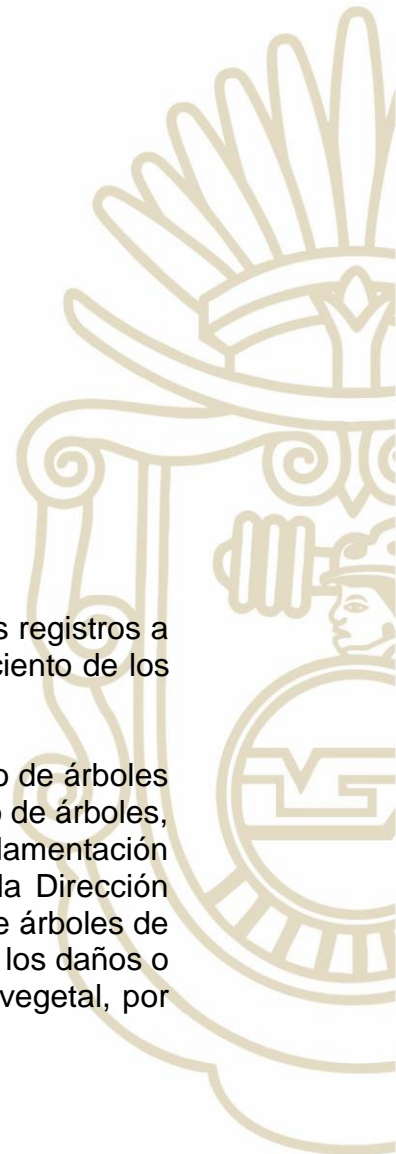 s registros a
ciento de los
o de árboles
o de árboles,
lamentación
la Dirección
e árboles de
los daños o
vegetal, por